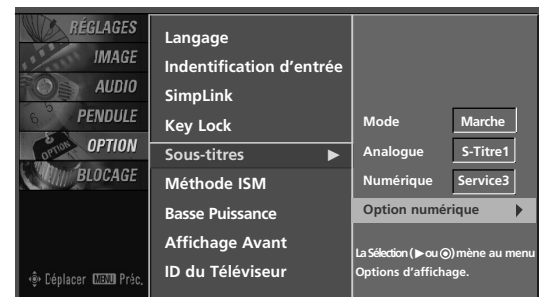 RÉGLAGES
IMAGE
AUDIO
PENDULE
OPTION
BLOCAGE
Déplacer MENU Préc.
Langage
Indentification d'entrée
SimpLink
Key Lock
Sous-titres ▶
Méthode ISM
Basse Puissance
Affichage Avant
ID du Téléviseur
Mode Marche
Analogue S-Titre1
Numérique Service3
Option numérique ▶
La Sélection (▶ ou ⊙) mène au menu
Options d'affichage.